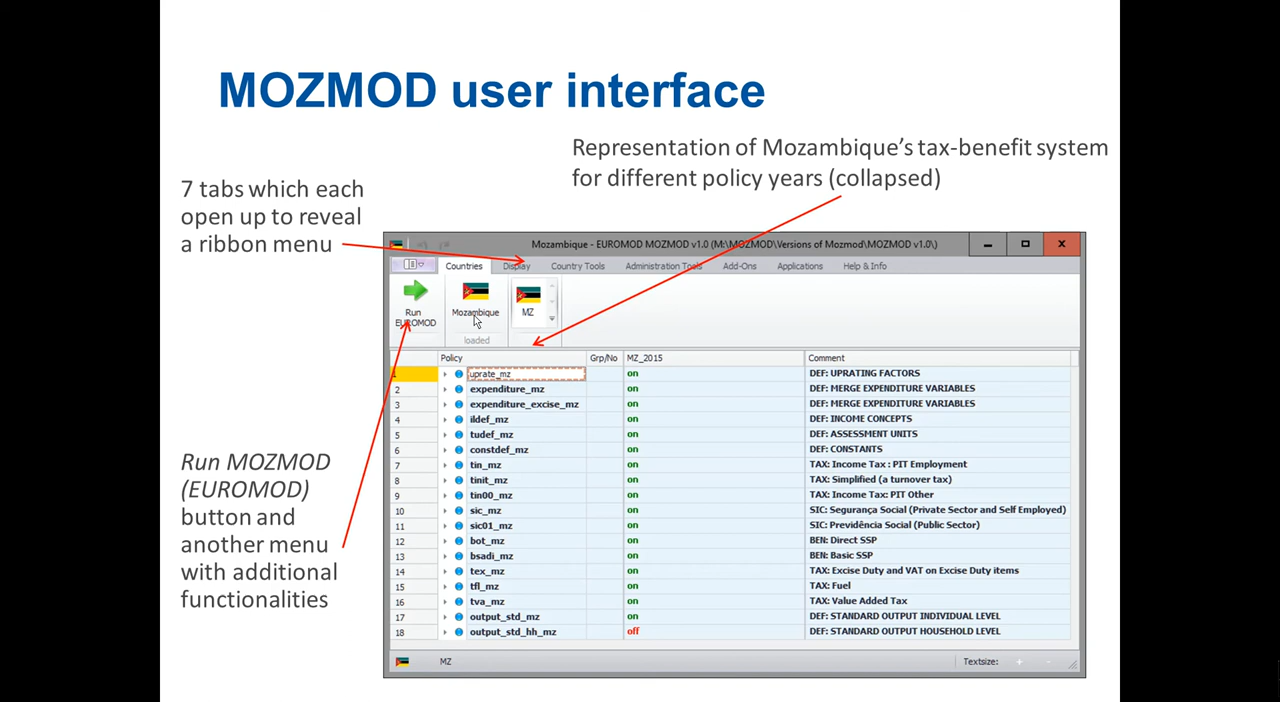 MOZMOD user interface
Representation of Mozambique's tax-benefit system
for different policy years (collapsed)
7 tabs which each
open up to reveal
a ribbon menu
Mozambique - EUROMOD MOZMOD v1.0 (M:\MOZMOD\Versions of Mozmod\MOZMOD v1.0\)
Countries Display Country Tools Administration Tools Add-Ons Applications Help & Info
Run
EUROMOD
Mozambique
MZ
loaded
Policy Grp/No MZ_2015 Comment
1 uprate_mz on DEF: UPRATING FACTORS
2 expenditure_mz on DEF: MERGE EXPENDITURE VARIABLES
3 expenditure_excise_mz on DEF: MERGE EXPENDITURE VARIABLES
4 ildef_mz on DEF: INCOME CONCEPTS
5 tudef_mz on DEF: ASSESSMENT UNITS
6 constdef_mz on DEF: CONSTANTS
7 tin_mz on TAX: Income Tax : PIT Employment
8 tinit_mz on TAX: Simplified (a turnover tax)
9 tin00_mz on TAX: Income Tax: PIT Other
10 sic_mz on SIC: Segurança Social (Private Sector and Self Employed)
11 sic01_mz on SIC: Previdência Social (Public Sector)
12 bot_mz on BEN: Direct SSP
13 bsadi_mz on BEN: Basic SSP
14 tex_mz on TAX: Excise Duty and VAT on Excise Duty items
15 tfl_mz on TAX: Fuel
16 tva_mz on TAX: Value Added Tax
17 output_std_mz on DEF: STANDARD OUTPUT INDIVIDUAL LEVEL
18 output_std_hh_mz off DEF: STANDARD OUTPUT HOUSEHOLD LEVEL
MZ Textsize: + -
Run MOZMOD
(EUROMOD)
button and
another menu
with additional
functionalities